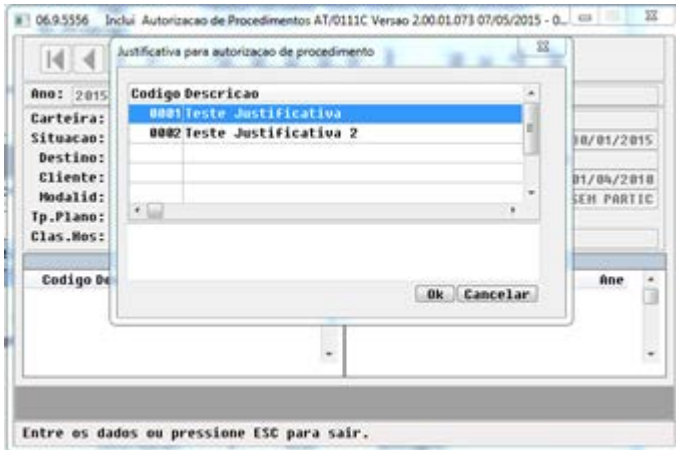 06.9.5556 Inclui Autorizacao de Procedimentos AT/0111C Versao 2.00.01.073 07/05/2015 - 0...
Justificativa para autorizacao de procedimento
Ano: 2015
Codigo Descricao
0001 Teste Justificativa
0002 Teste Justificativa 2
Carteira:
Situacao: 30/01/2015
Destino:
Cliente: 01/04/2010
Modalid: SEM PARTIC
Tp.Plano:
Clas.Hos:
Codigo De Ane
Ok Cancelar
Entre os dados ou pressione ESC para sair.